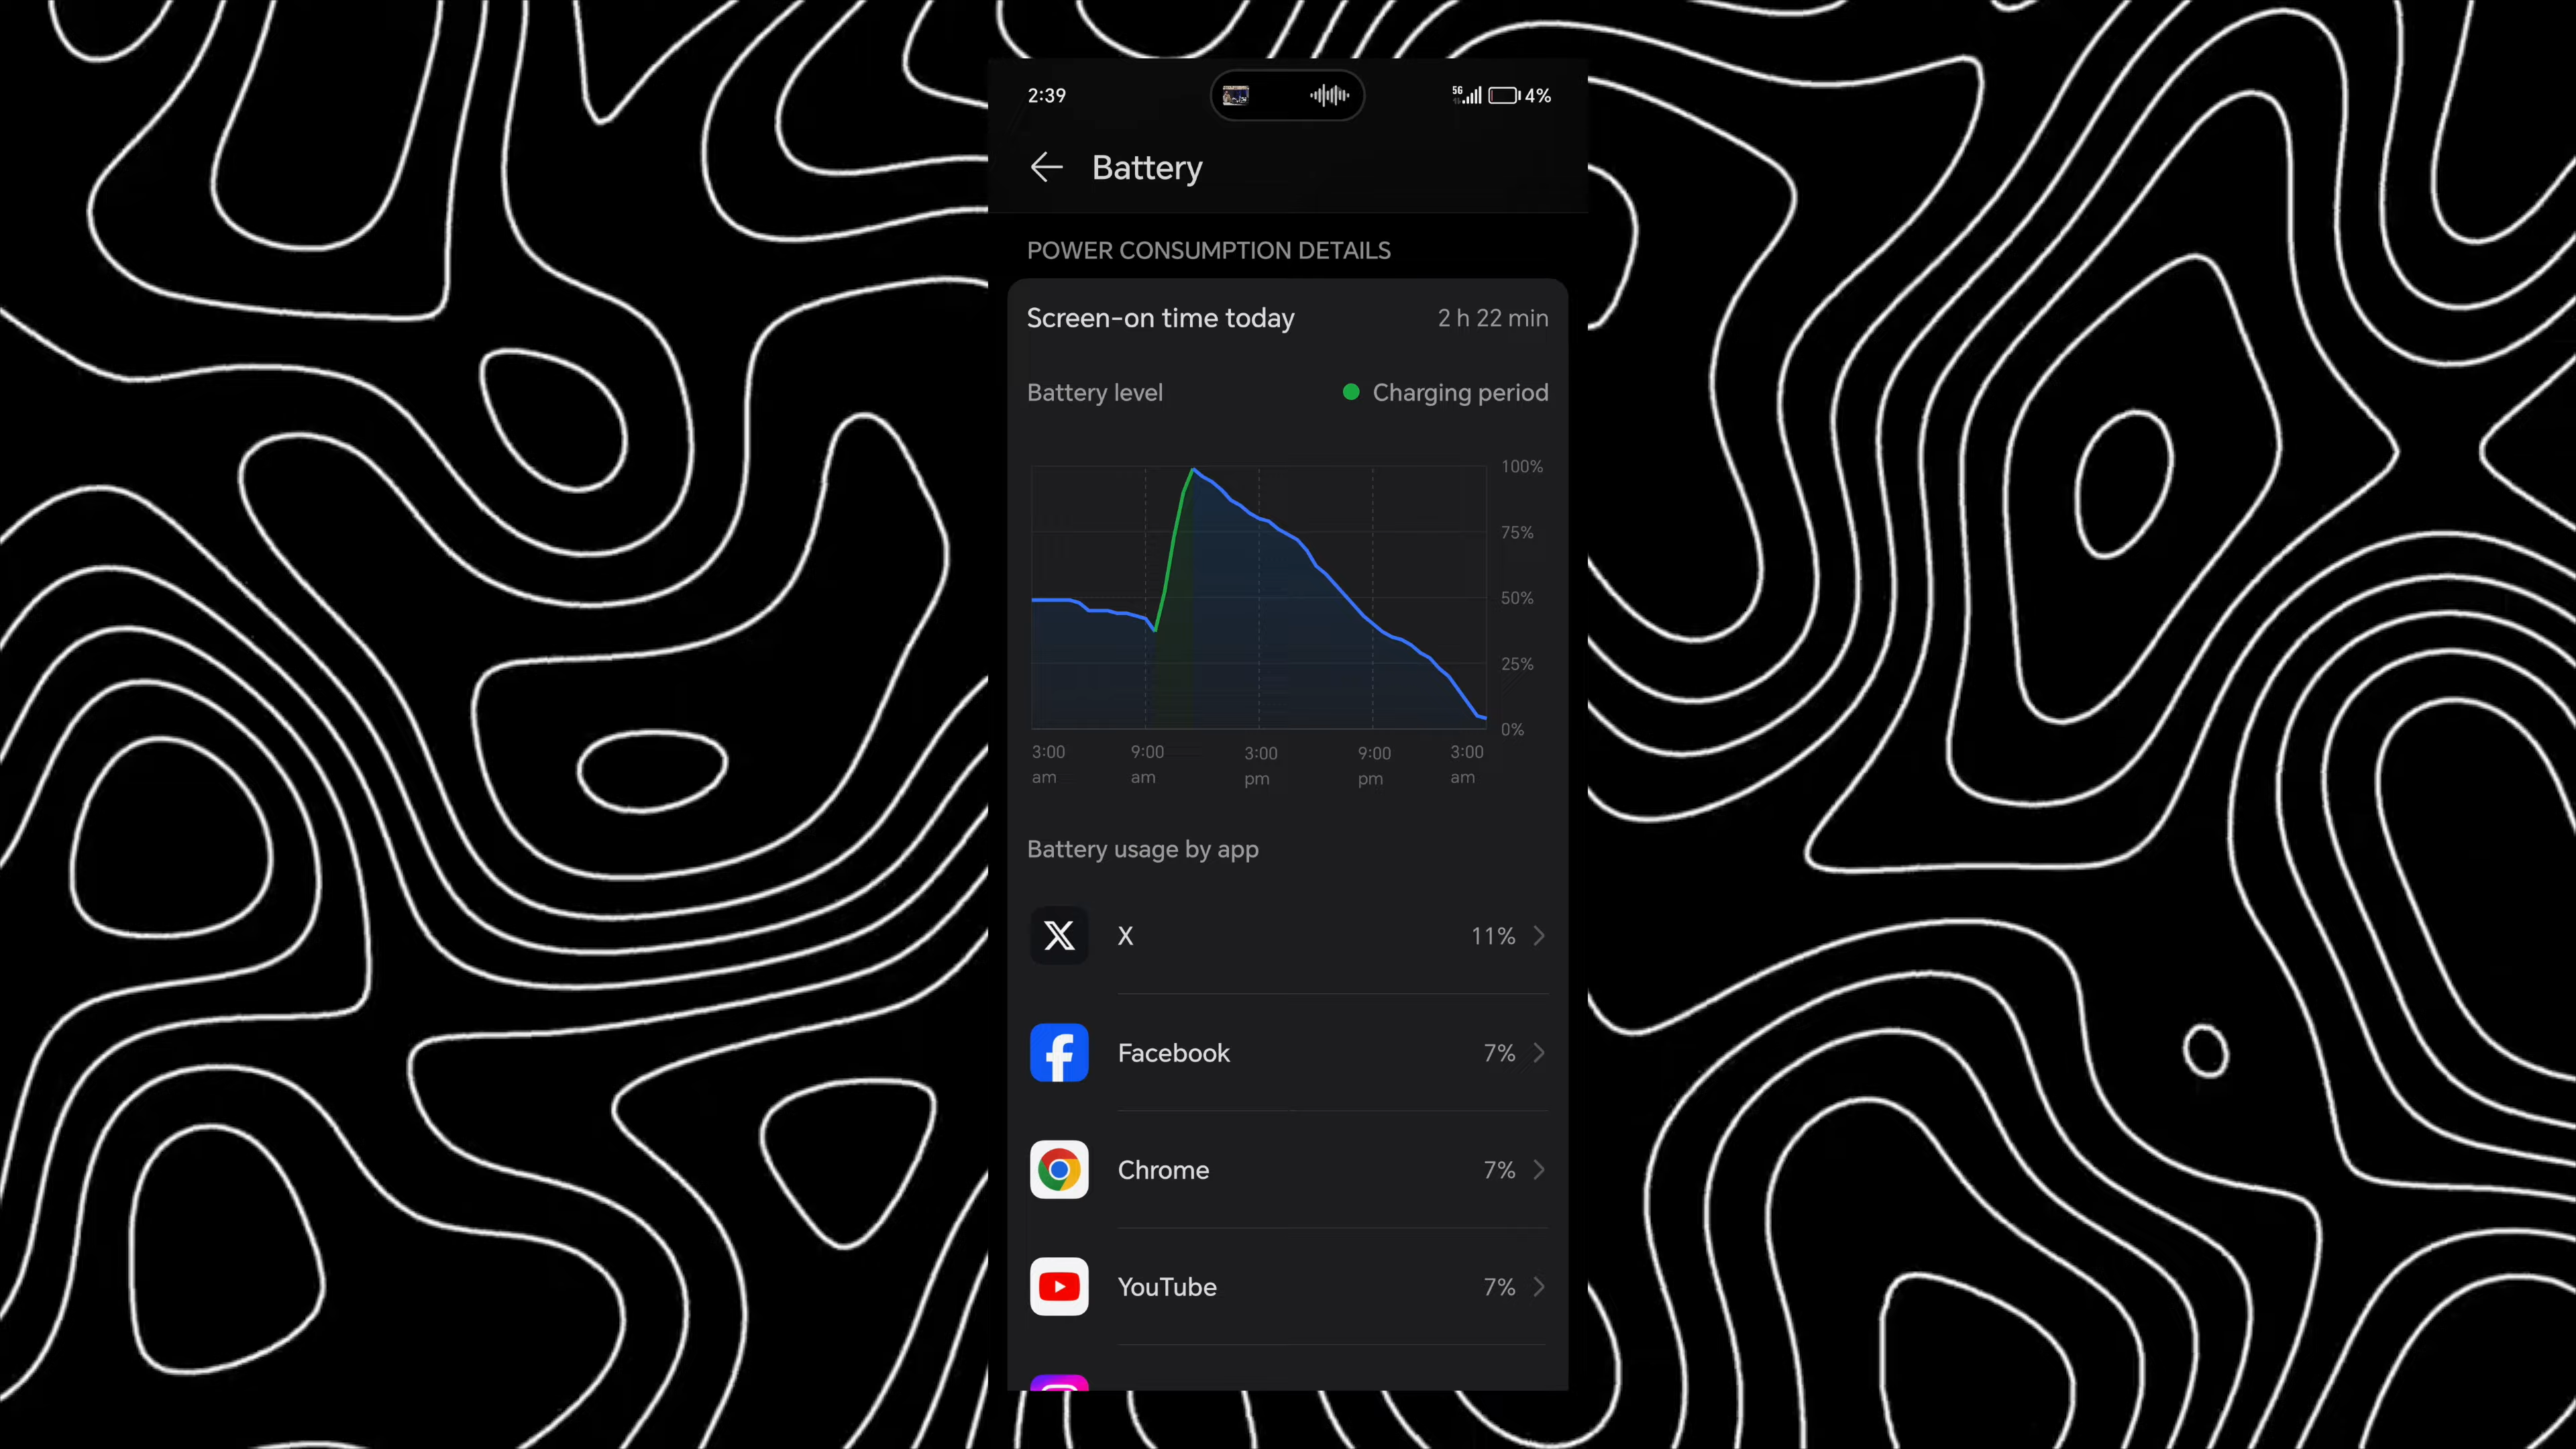 2:39
5G
4%
Battery
POWER CONSUMPTION DETAILS
Screen-on time today 2 h 22 min
Battery level Charging period
100%
75%
50%
25%
0%
3:00 am 9:00 am 3:00 pm 9:00 pm 3:00 am
Battery usage by app
X 11%
Facebook 7%
Chrome 7%
YouTube 7%